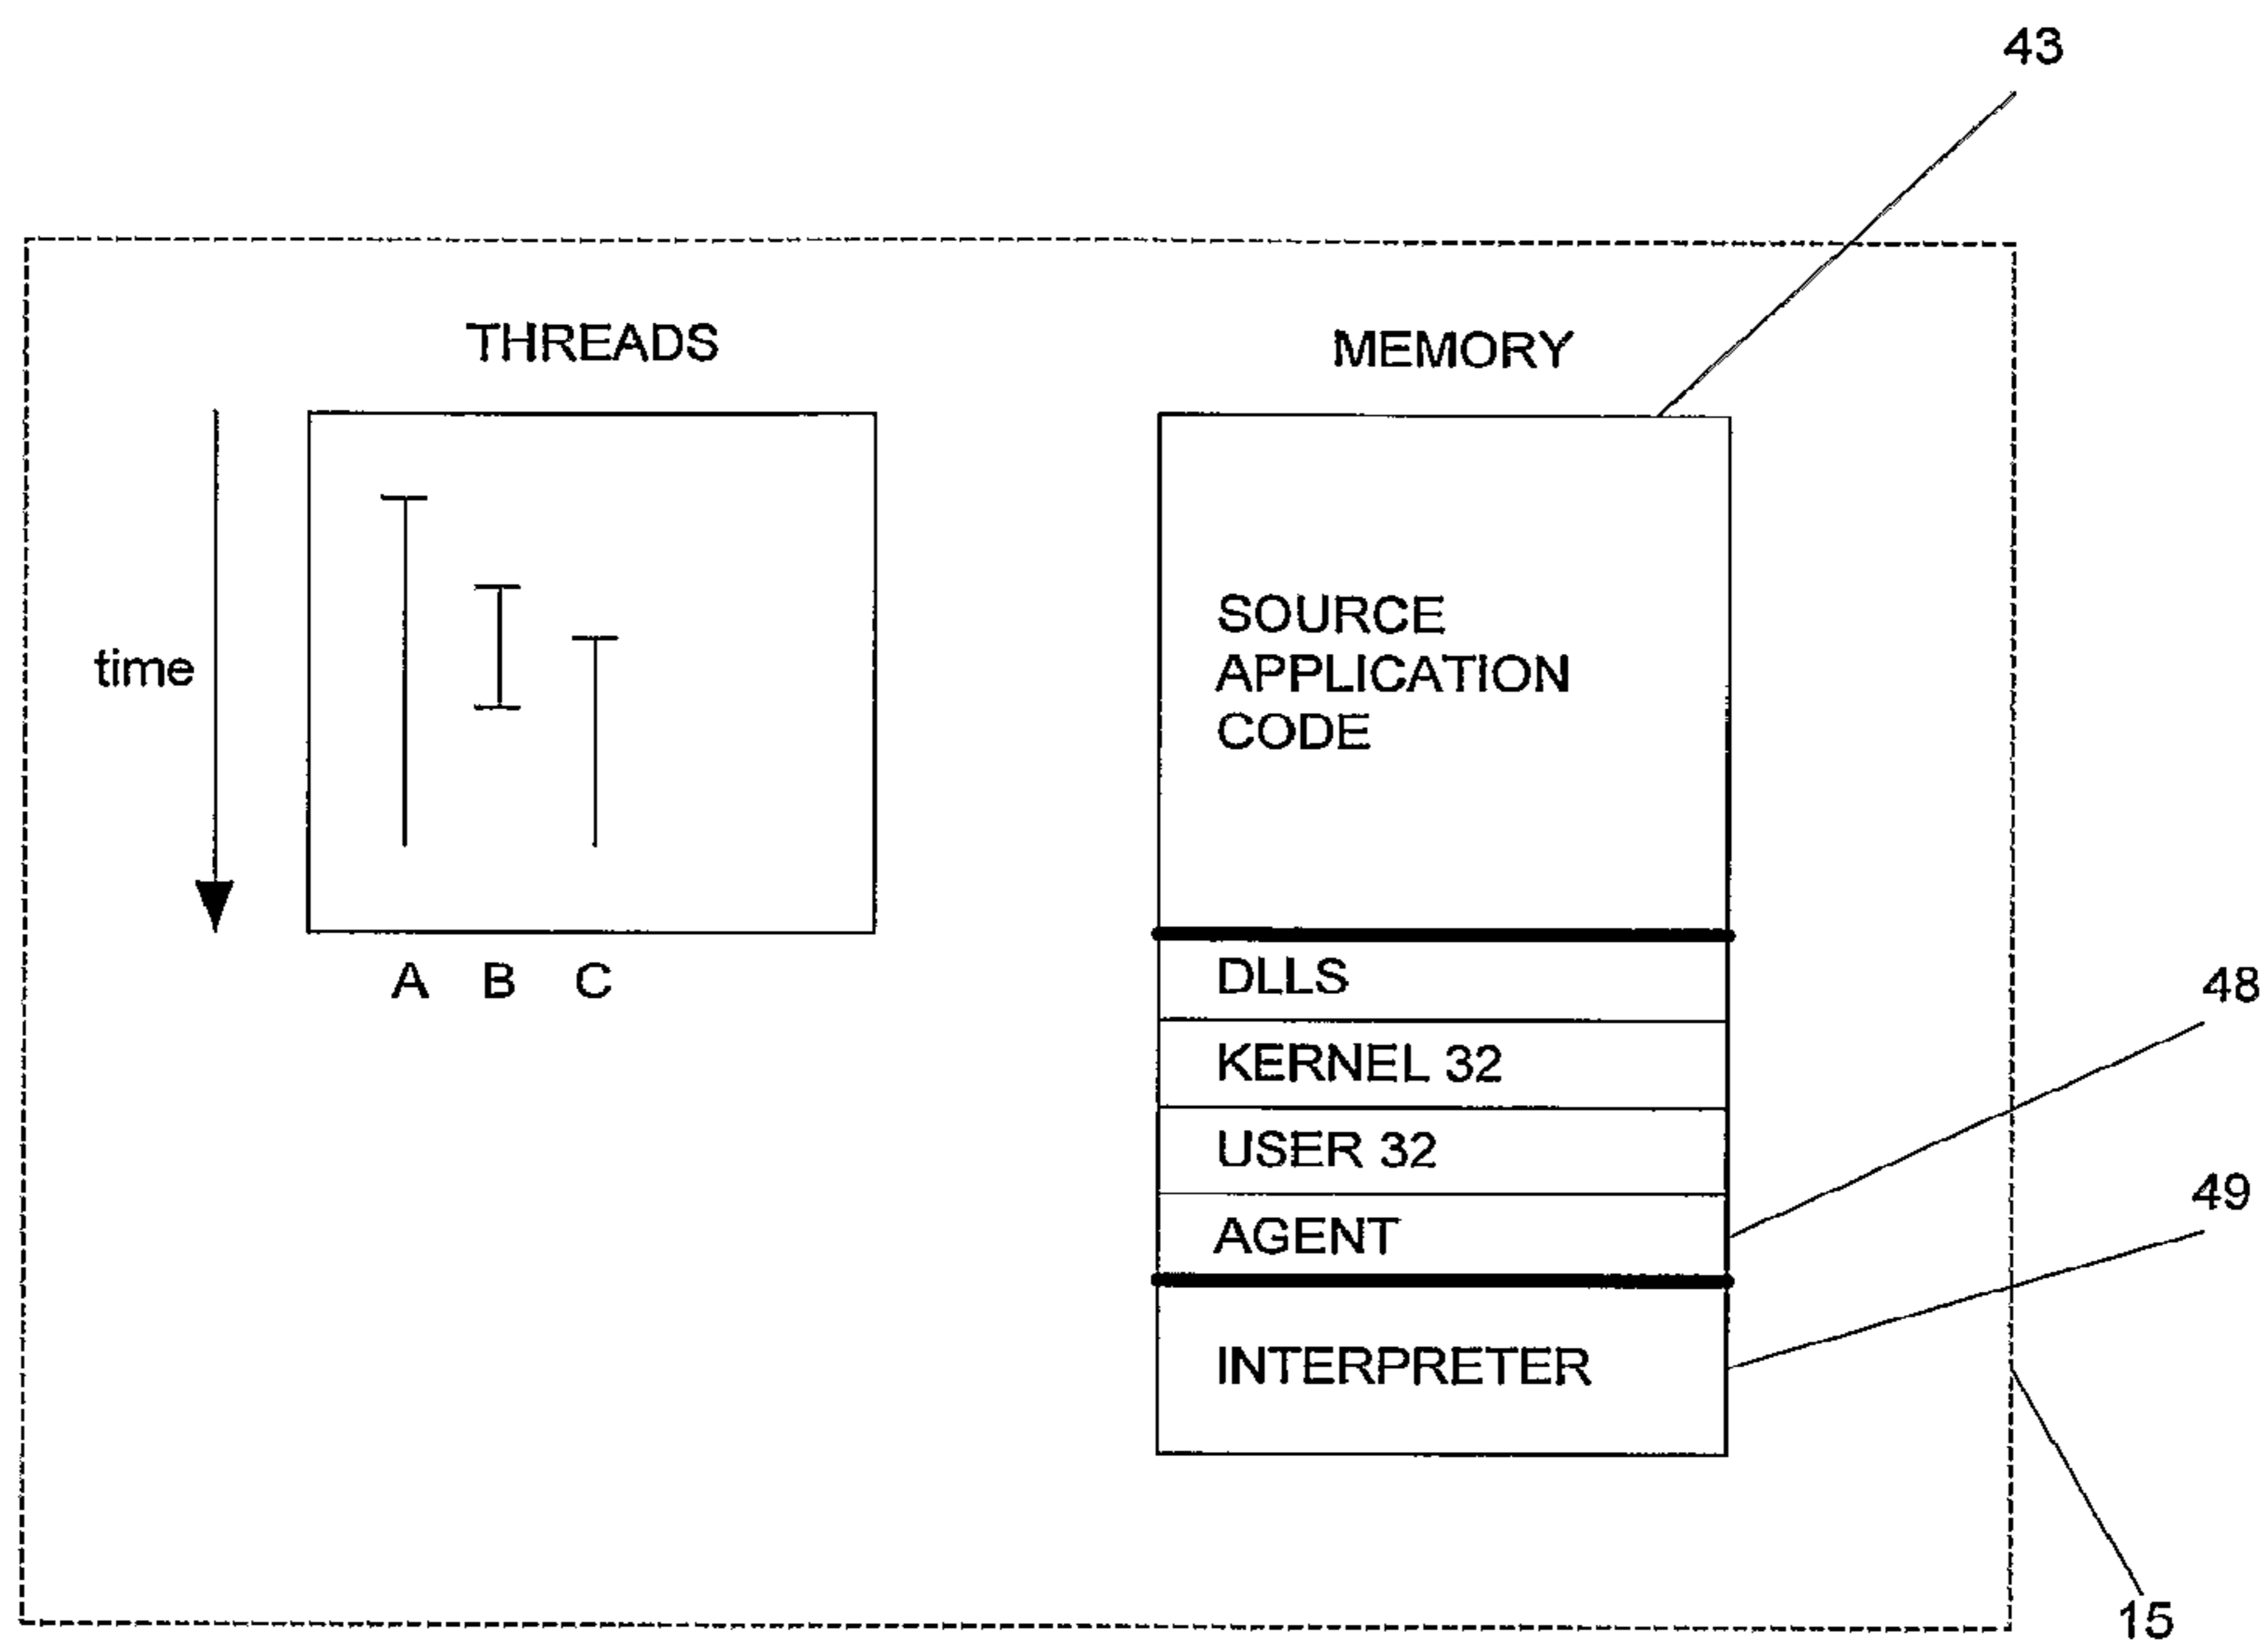 43
THREADS
MEMORY
time
SOURCE
APPLICATION
CODE
A B C
DLLS
48
KERNEL 32
USER 32
49
AGENT
INTERPRETER
15